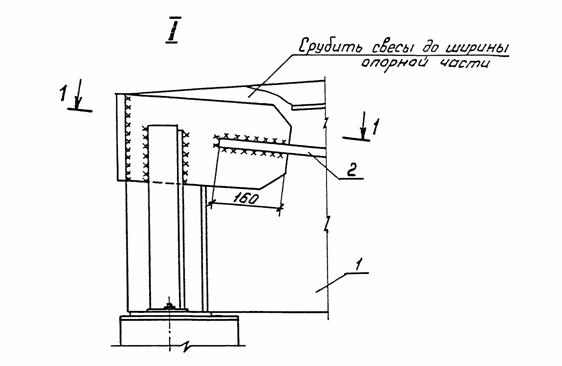 I
Срубить свесы до ширины
опорной части
1
1
2
160
1